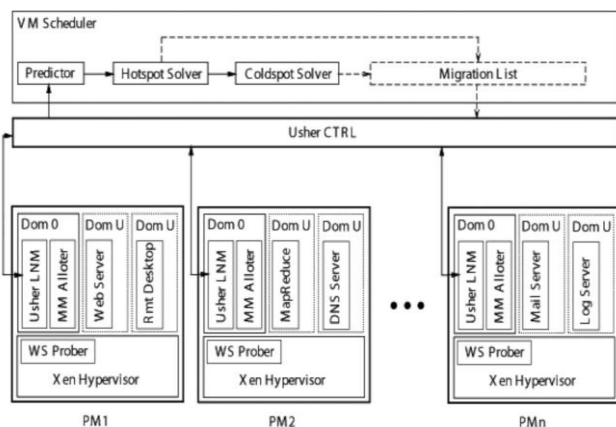 VM Scheduler
Predictor
Hotspot Solver
Coldspot Solver
Migration List
Usher CTRL
Dom 0
Dom U
Dom U
Usher LNM
MM Alloter
Web Server
Rmt Desktop
WS Prober
Xen Hypervisor
PM1
Dom 0
Dom U
Dom U
Usher LNM
MM Alloter
MapReduce
DNS Server
WS Prober
Xen Hypervisor
PM2
Dom 0
Dom U
Dom U
Usher LNM
MM Alloter
Mail Server
Log Server
WS Prober
Xen Hypervisor
PMn